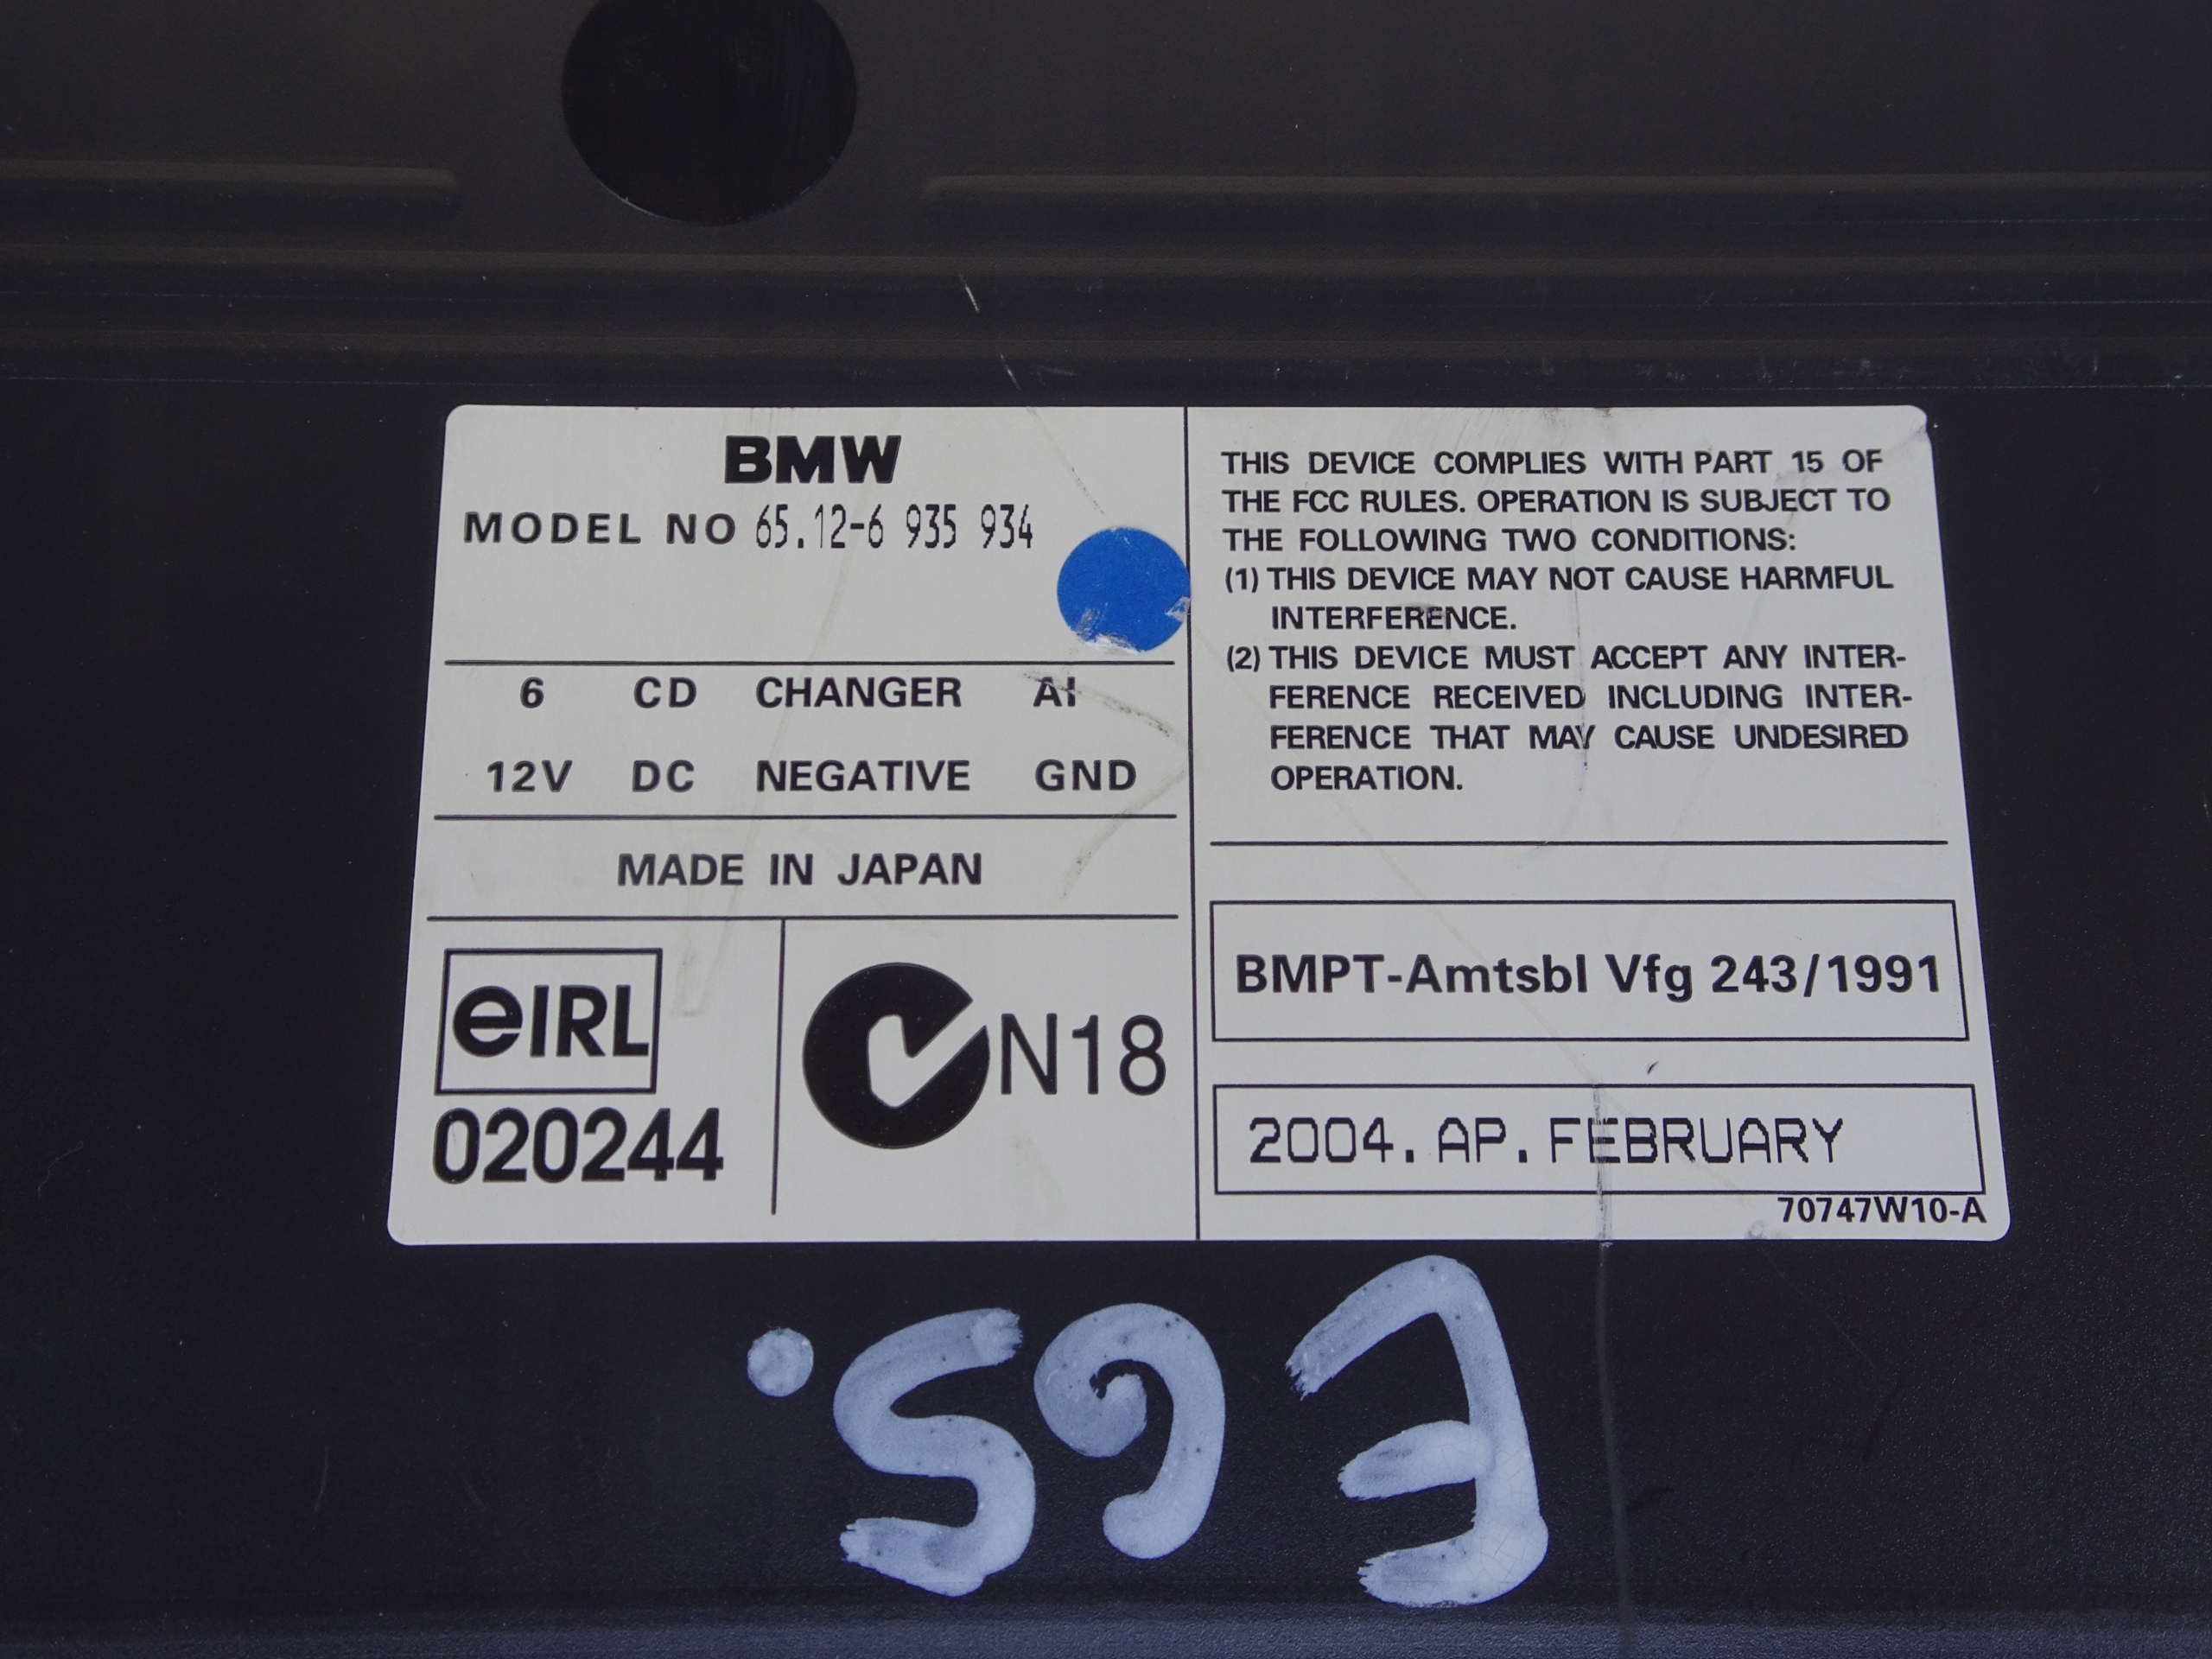 BMW
MODEL NO 65.12-6 935 934
6 CD CHANGER AI
12V DC NEGATIVE GND
MADE IN JAPAN
eIRL
020244
N18
THIS DEVICE COMPLIES WITH PART 15 OF
THE FCC RULES. OPERATION IS SUBJECT TO
THE FOLLOWING TWO CONDITIONS:
(1) THIS DEVICE MAY NOT CAUSE HARMFUL
INTERFERENCE.
(2) THIS DEVICE MUST ACCEPT ANY INTER-
FERENCE RECEIVED INCLUDING INTER-
FERENCE THAT MAY CAUSE UNDESIRED
OPERATION.
BMPT-Amtsbl Vfg 243/1991
2004. AP. FEBRUARY
70747W10-A
E65.